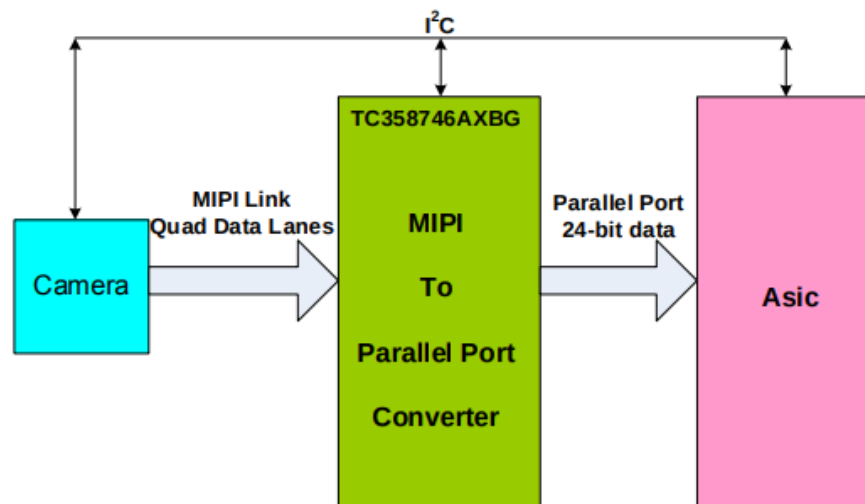 I²C
TC358746AXBG
MIPI Link
Quad Data Lanes
Parallel Port
24-bit data
Camera
MIPI
To
Parallel Port
Converter
Asic